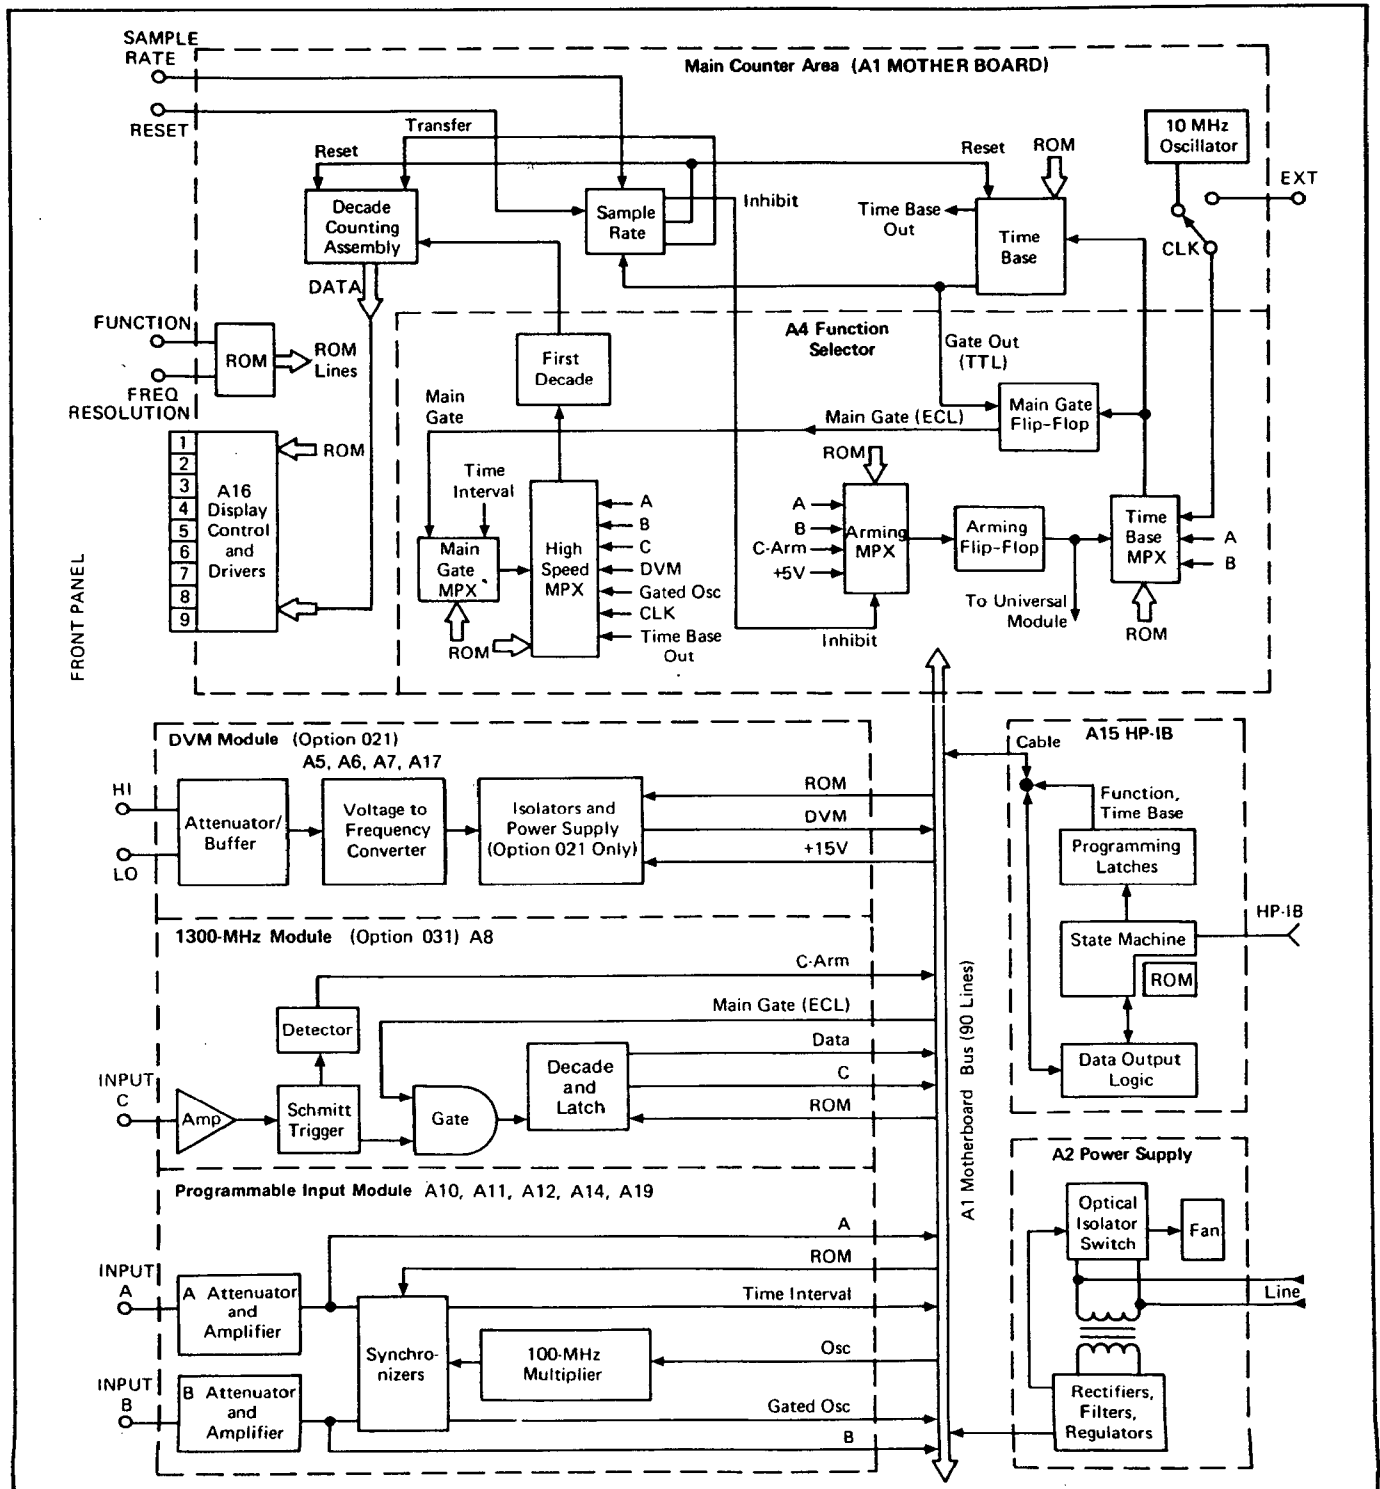 SAMPLE
RATE
RESET
Main Counter Area (A1 MOTHER BOARD)
Transfer
Reset
Decade
Counting
Assembly
DATA
Sample
Rate
Inhibit
Reset
ROM
Time Base
Out
Time
Base
10 MHz
Oscillator
EXT
CLK
FUNCTION
FREQ
RESOLUTION
ROM
ROM
Lines
A4 Function
Selector
First
Decade
Gate Out
(TTL)
Main
Gate
Main Gate (ECL)
Main Gate
Flip-Flop
FRONT PANEL
1
2
3
4
5
6
7
8
9
A16
Display
Control
and
Drivers
ROM
Time
Interval
Main
Gate
MPX
ROM
High
Speed
MPX
A
B
C
DVM
Gated Osc
CLK
Time Base
Out
ROM
A
B
C-Arm
+5V
Arming
MPX
Inhibit
Arming
Flip-Flop
To Universal
Module
Time
Base
MPX
A
B
ROM
DVM Module (Option 021)
A5, A6, A7, A17
HI
LO
Attenuator/
Buffer
Voltage to
Frequency
Converter
Isolators and
Power Supply
(Option 021 Only)
ROM
DVM
+15V
1300-MHz Module (Option 031) A8
C-Arm
Main Gate (ECL)
Detector
INPUT
C
Amp
Schmitt
Trigger
Gate
Decade
and
Latch
Data
C
ROM
Programmable Input Module A10, A11, A12, A14, A19
A
ROM
INPUT
A
A Attenuator
and
Amplifier
Time Interval
Synchro-
nizers
100-MHz
Multiplier
Osc
INPUT
B
B Attenuator
and
Amplifier
Gated Osc
B
A1 Motherboard Bus (90 Lines)
A15 HP-IB
Cable
Function,
Time Base
Programming
Latches
State Machine
ROM
HP-IB
Data Output
Logic
A2 Power Supply
Optical
Isolator
Switch
Fan
Line
Rectifiers,
Filters,
Regulators